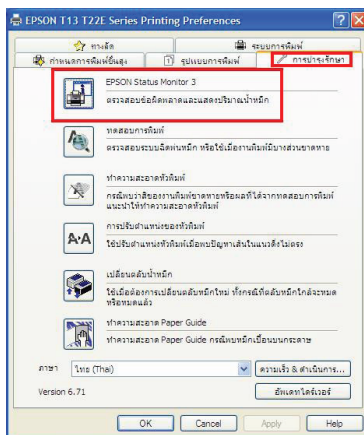 EPSON T13 T22E Series Printing Preferences
ทางลัด
ระบบการพิมพ์
กำหนดการพิมพ์ขั้นสูง
รูปแบบการพิมพ์
การบำรุงรักษา
EPSON Status Monitor 3
ตรวจสอบข้อผิดพลาดและแสดงปริมาณน้ำหมึก
ทดสอบการพิมพ์
ตรวจสอบระบบฉีดพ่นหมึก หรือใช้เมื่องานพิมพ์มีบางส่วนขาดหาย
ทำความสะอาดหัวพิมพ์
กรณีพบว่าสีของงานพิมพ์ขาดหายหรือผลที่ได้จากการทดสอบการพิมพ์
แนะนำให้ทำความสะอาดหัวพิมพ์
การปรับตำแหน่งของหัวพิมพ์
ใช้ปรับตำแหน่งหัวพิมพ์เมื่อพบปัญหาเส้นในแนวดิ่งไม่ตรง
เปลี่ยนตลับน้ำหมึก
ใช้เมื่อต้องการเปลี่ยนตลับหมึกใหม่ ทั้งกรณีที่ตลับหมึกใกล้จะหมด
หรือหมดแล้ว
ทำความสะอาด Paper Guide
ทำความสะอาด Paper Guide กรณีพบหมึกเปื้อนบนกระดาษ
ภาษา
ไทย (Thai)
ความเร็ว & ดำเนินการ...
Version 6.71
อัพเดทไดร์เวอร์
OK
Cancel
Apply
Help